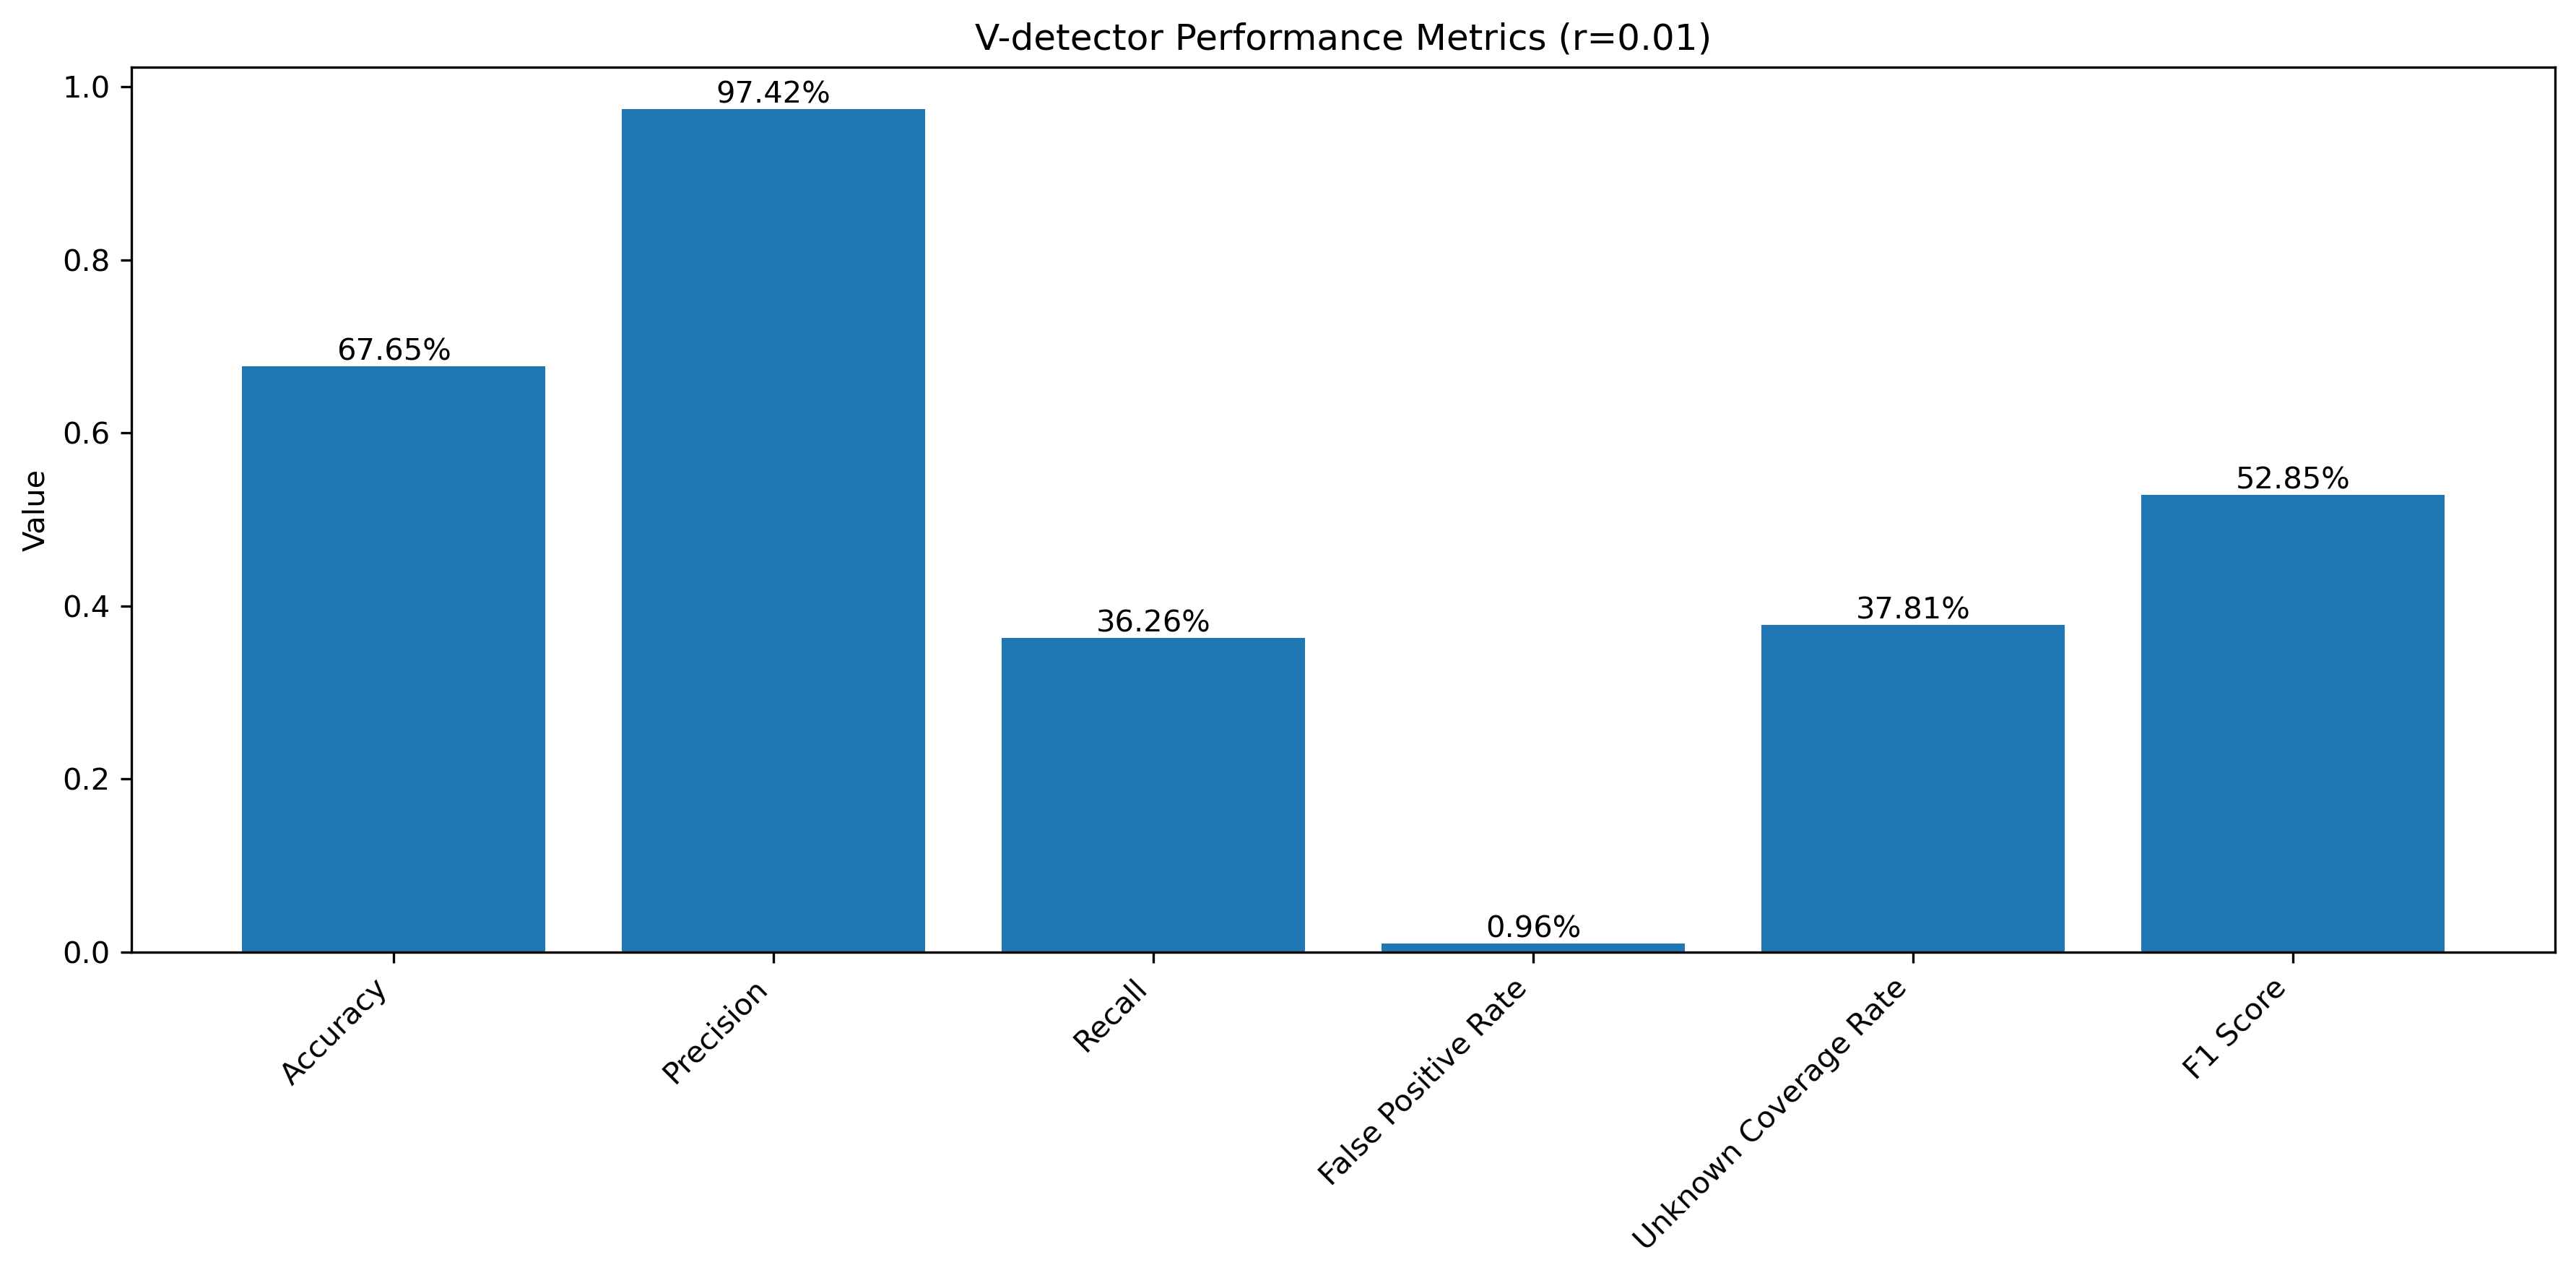 V-detector Performance Metrics (r=0.01)
1.0
0.8
0.6
0.4
0.2
0.0
Value
67.65%
97.42%
36.26%
0.96%
37.81%
52.85%
Accuracy
Precision
Recall
False Positive Rate
Unknown Coverage Rate
F1 Score